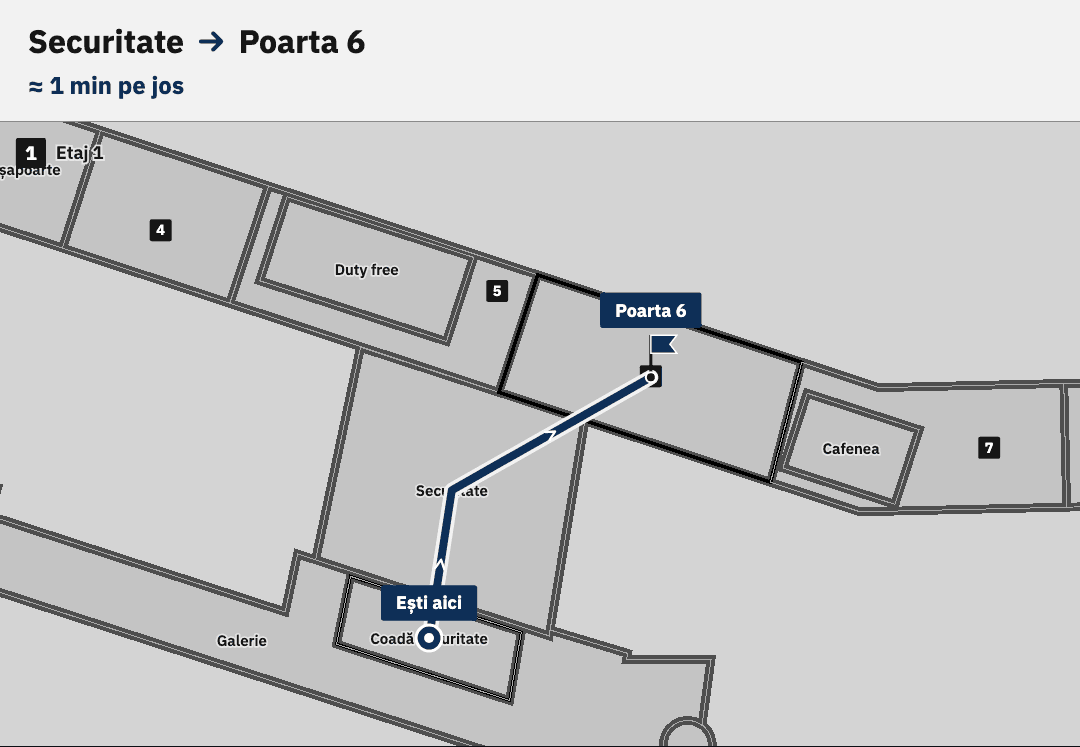 Securitate → Poarta 6
≈ 1 min pe jos
1 Etaj 1
4
Duty free
5
Poarta 6
Cafenea
7
Ești aici
Galerie
Coadă